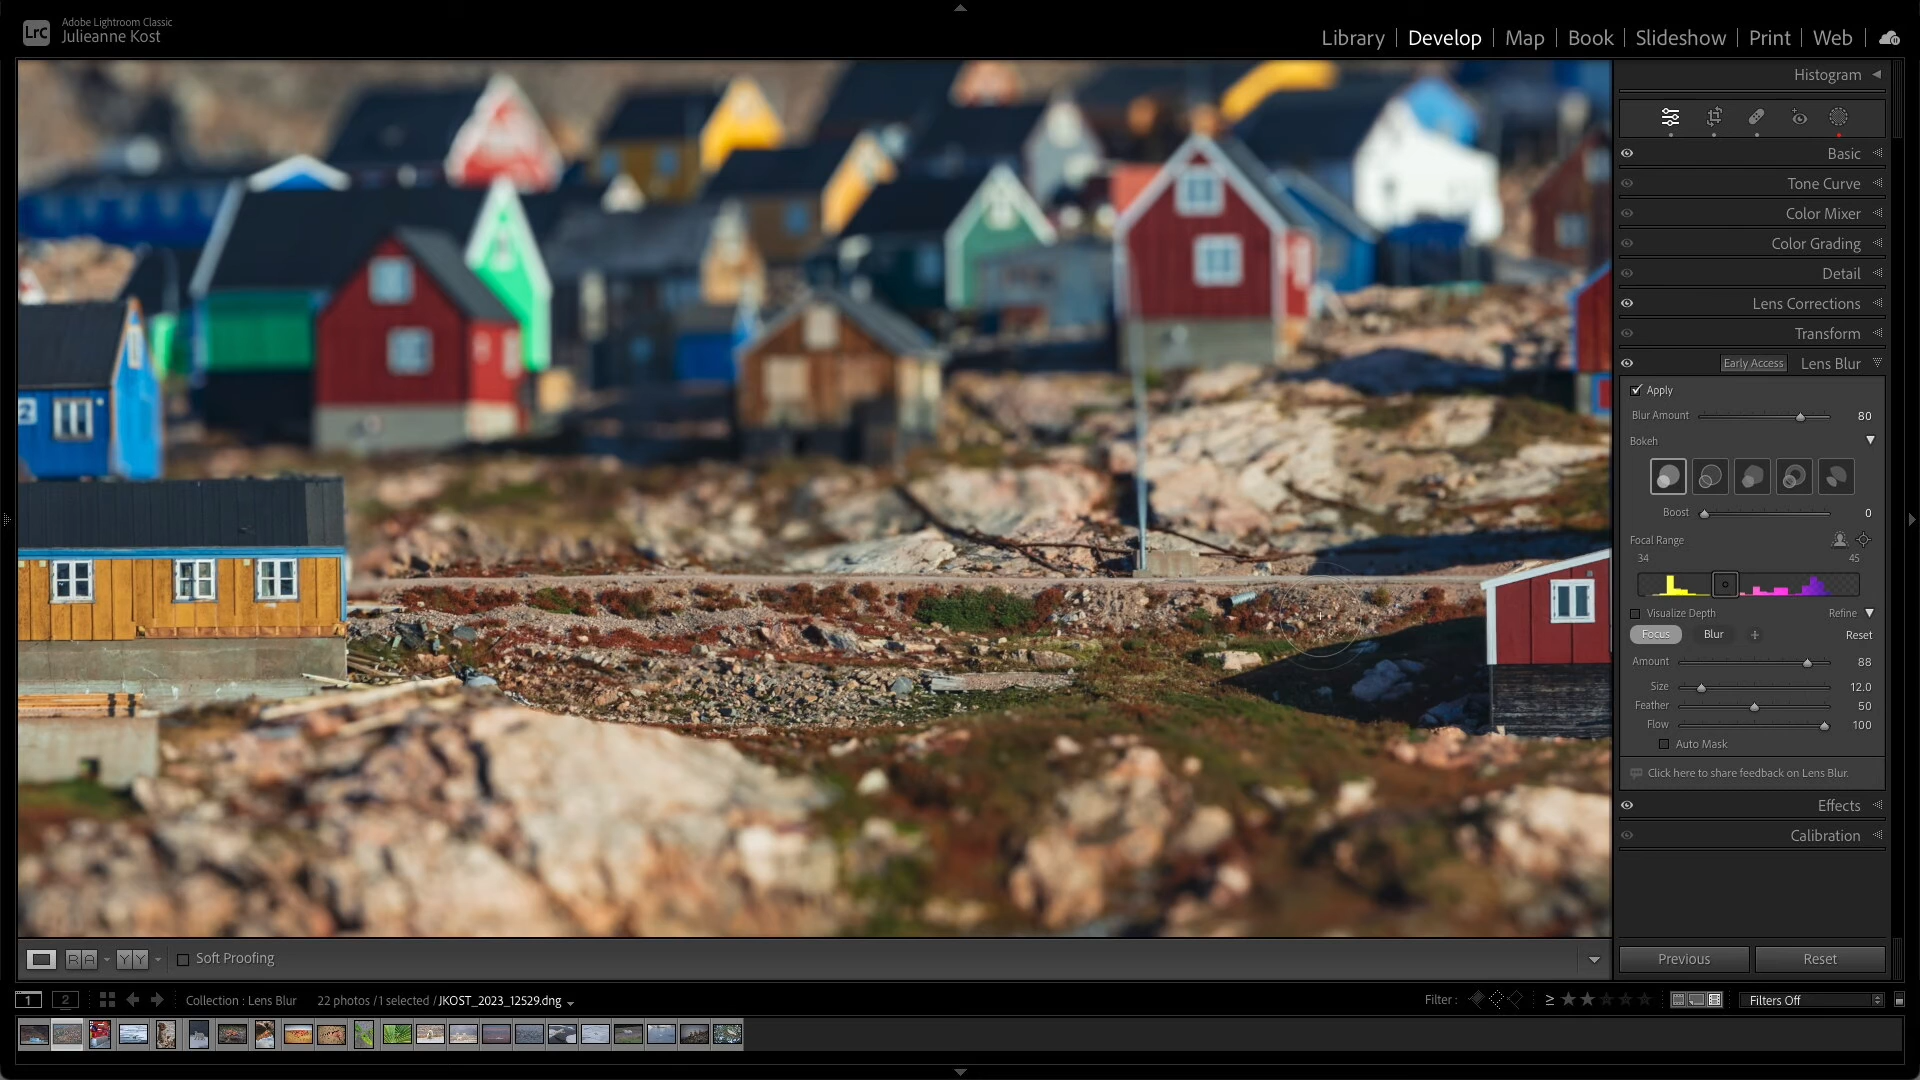 Adobe Lightroom Classic
LrC Julieanne Kost
Library Develop Map Book Slideshow Print Web
Histogram
Basic
Tone Curve
Color Mixer
Color Grading
Detail
Lens Corrections
Transform
Early Access Lens Blur
Apply
Blur Amount 80
Bokeh
Boost 0
Focal Range
34 45
Visualize Depth Refine
Focus Blur + Reset
Amount 88
Size 12.0
Feather 50
Flow 100
Auto Mask
Click here to share feedback on Lens Blur.
Effects
Calibration
2
R A Y Y Soft Proofing
Previous Reset
1 2 Collection : Lens Blur 22 photos / 1 selected / JKOST_2023_12529.dng
Filter : ≥ Filters Off